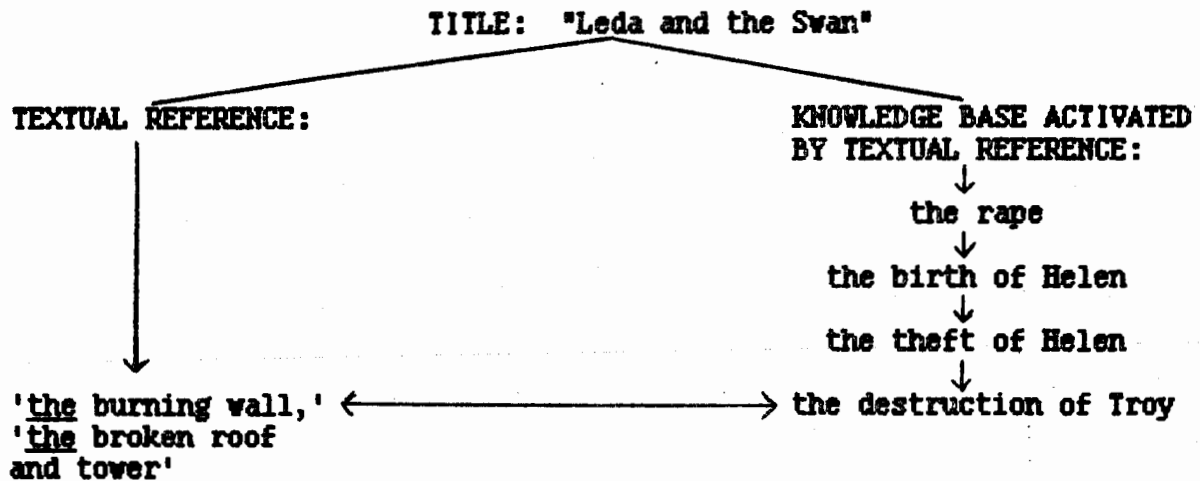 TITLE: "Leda and the Swan"
TEXTUAL REFERENCE:
KNOWLEDGE BASE ACTIVATED
BY TEXTUAL REFERENCE:
the rape
the birth of Helen
the theft of Helen
the destruction of Troy
'the burning wall,'
'the broken roof
and tower'